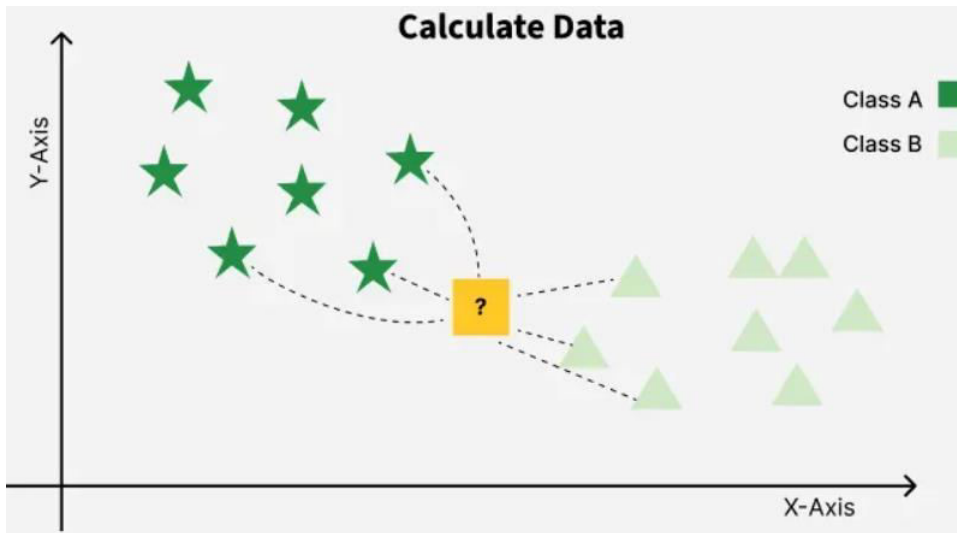 Calculate Data
Class A
Class B
Y-Axis
?
X-Axis